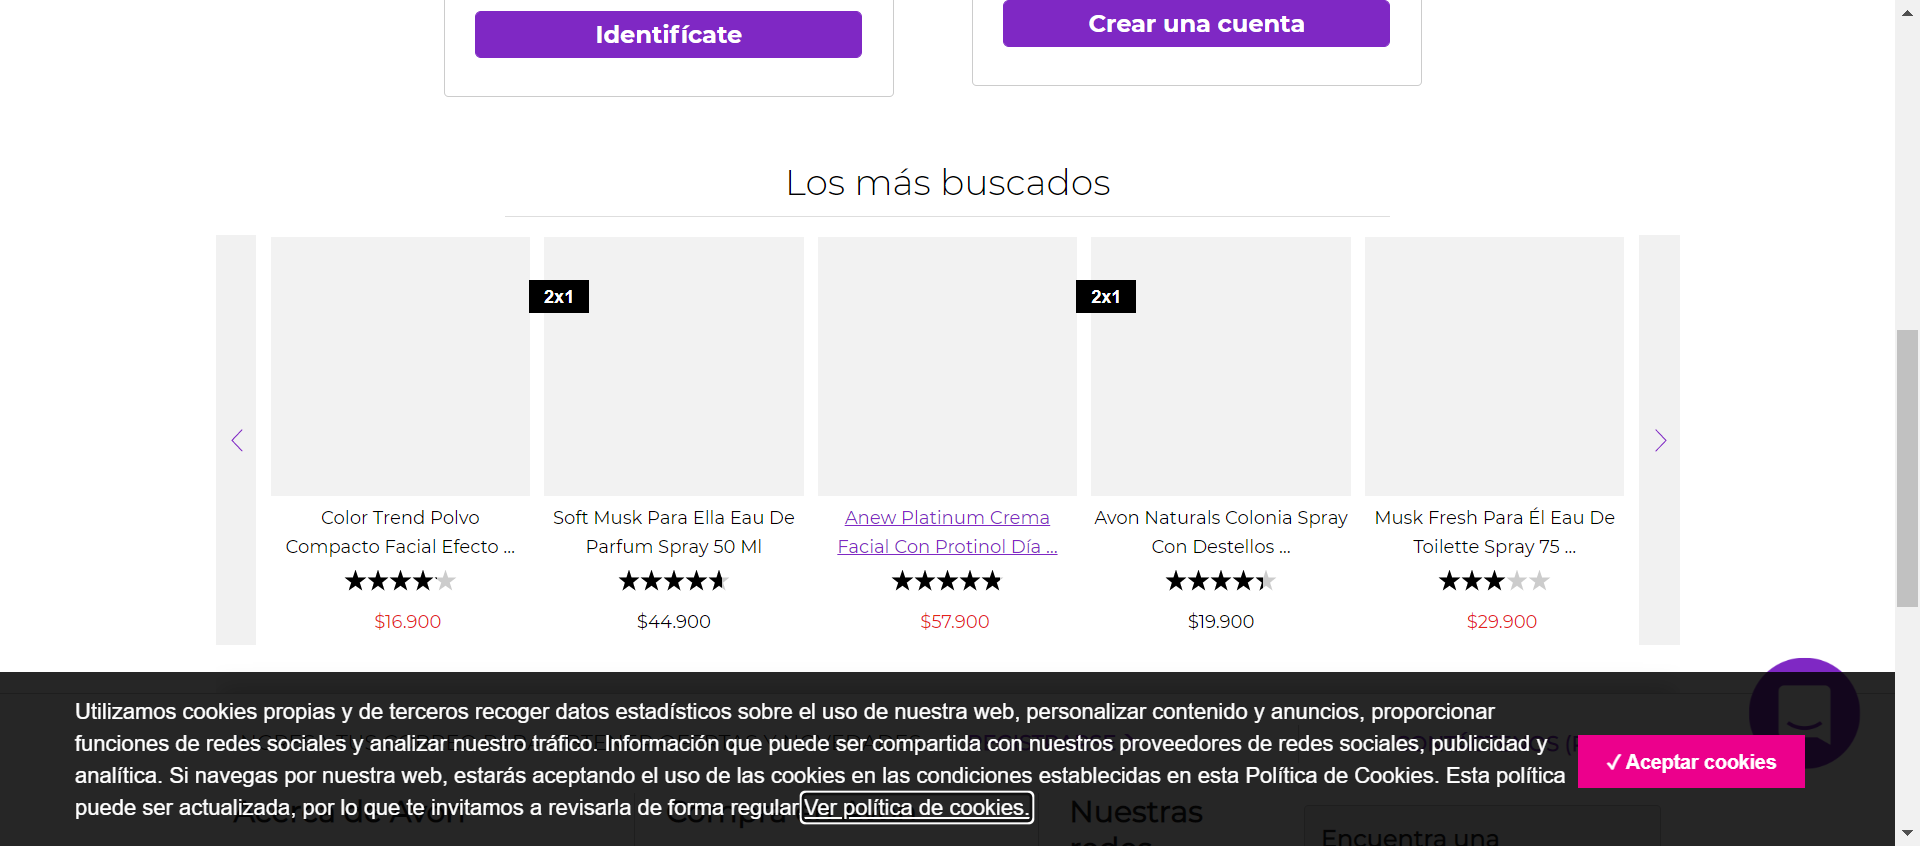 Identifícate
Crear una cuenta
Los más buscados
2x1
2x1
Color Trend Polvo
Compacto Facial Efecto ...
$16.900
Soft Musk Para Ella Eau De
Parfum Spray 50 Ml
$44.900
Anew Platinum Crema
Facial Con Protinol Día ...
$57.900
Avon Naturals Colonia Spray
Con Destellos ...
$19.900
Musk Fresh Para Él Eau De
Toilette Spray 75 ...
$29.900
Utilizamos cookies propias y de terceros recoger datos estadísticos sobre el uso de nuestra web, personalizar contenido y anuncios, proporcionar
funciones de redes sociales y analizar nuestro tráfico. Información que puede ser compartida con nuestros proveedores de redes sociales, publicidad y
analítica. Si navegas por nuestra web, estarás aceptando el uso de las cookies en las condiciones establecidas en esta Política de Cookies. Esta política
puede ser actualizada, por lo que te invitamos a revisarla de forma regular Ver política de cookies.
✓ Aceptar cookies
Acerca de Avon
Compra
Nuestras
redes
Encuentra una